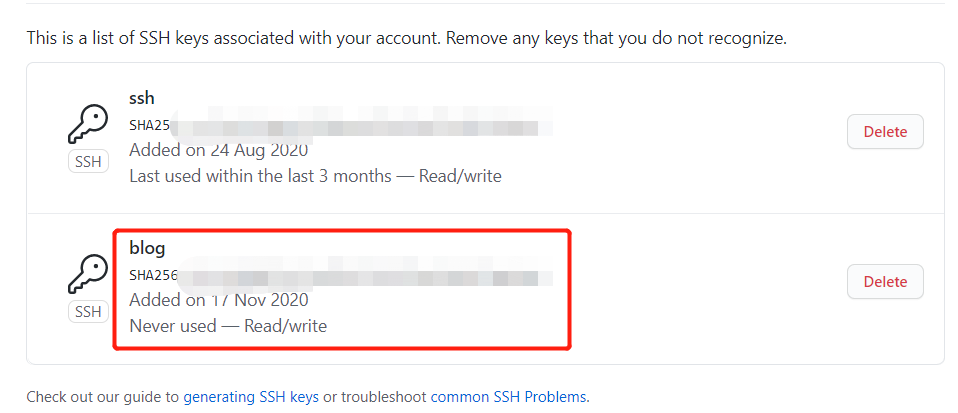 This is a list of SSH keys associated with your account. Remove any keys that you do not recognize.
ssh
SHA25
Added on 24 Aug 2020
Last used within the last 3 months — Read/write
SSH
Delete
blog
SHA256
Added on 17 Nov 2020
Never used — Read/write
SSH
Delete
Check out our guide to generating SSH keys or troubleshoot common SSH Problems.